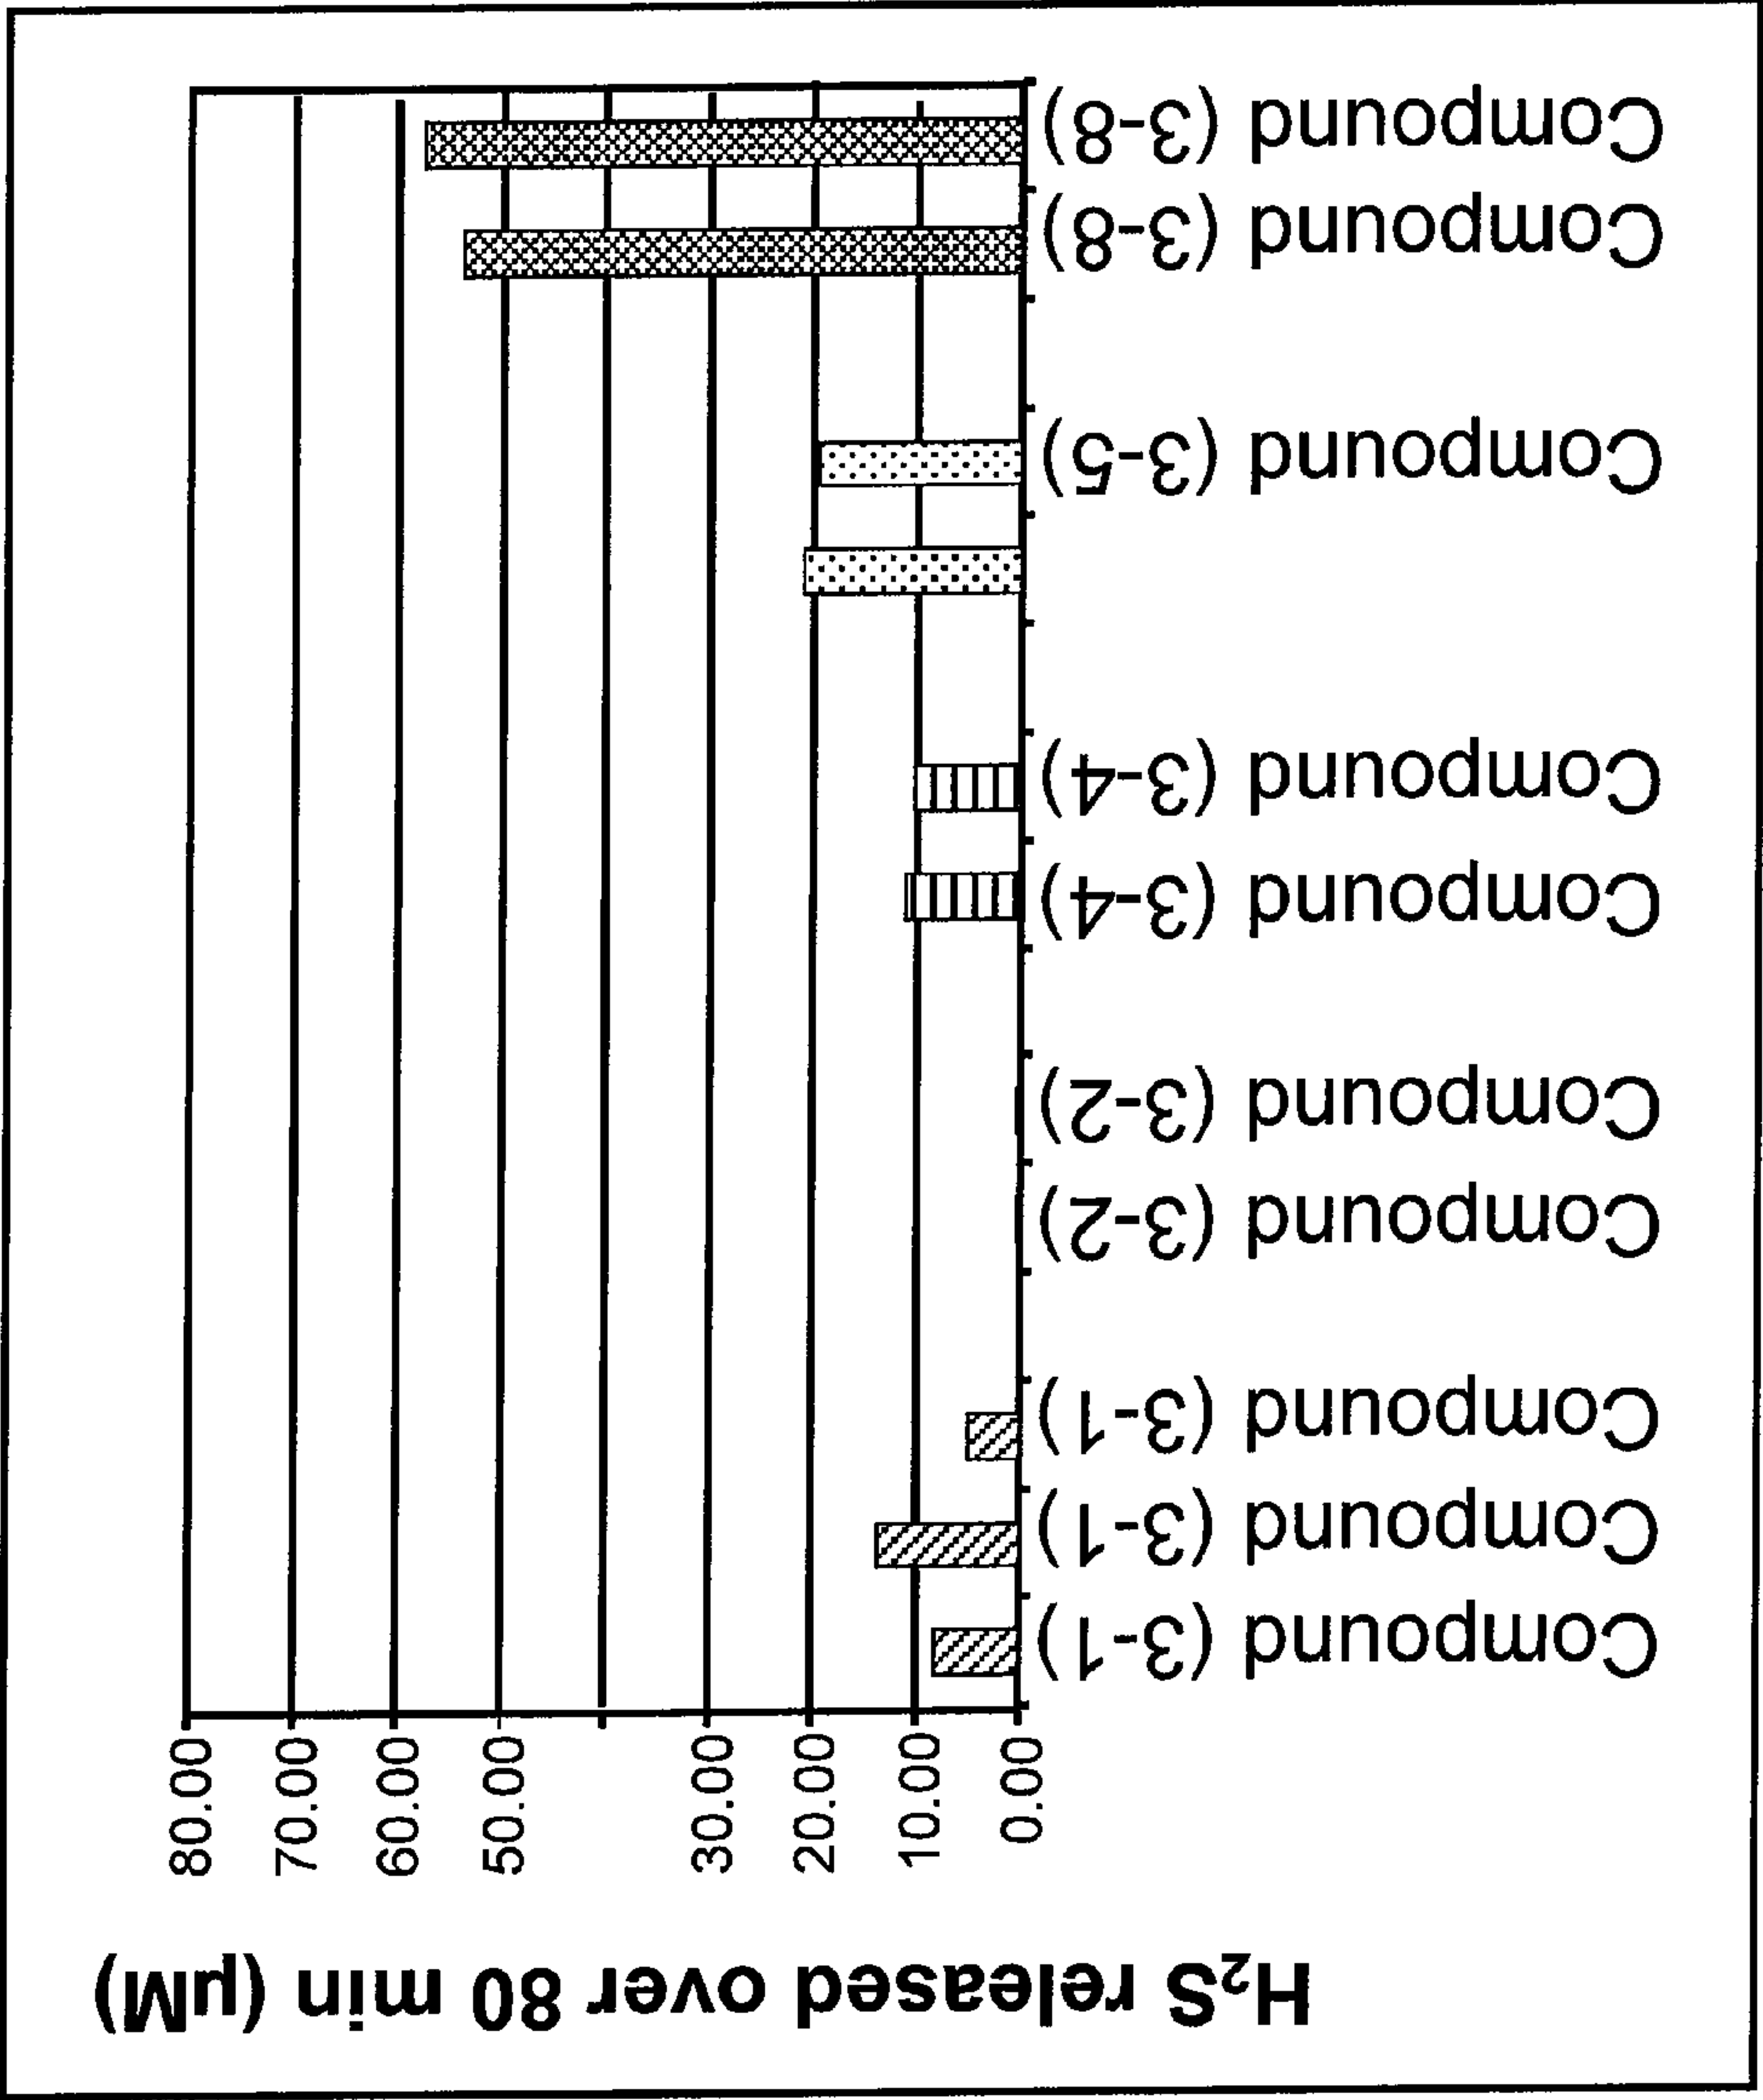 H₂S released over 80 min (µM)
80.00
70.00
60.00
50.00
30.00
20.00
10.00
0.00
Compound (3-1)
Compound (3-1)
Compound (3-1)
Compound (3-2)
Compound (3-2)
Compound (3-4)
Compound (3-4)
Compound (3-5)
Compound (3-8)
Compound (3-8)